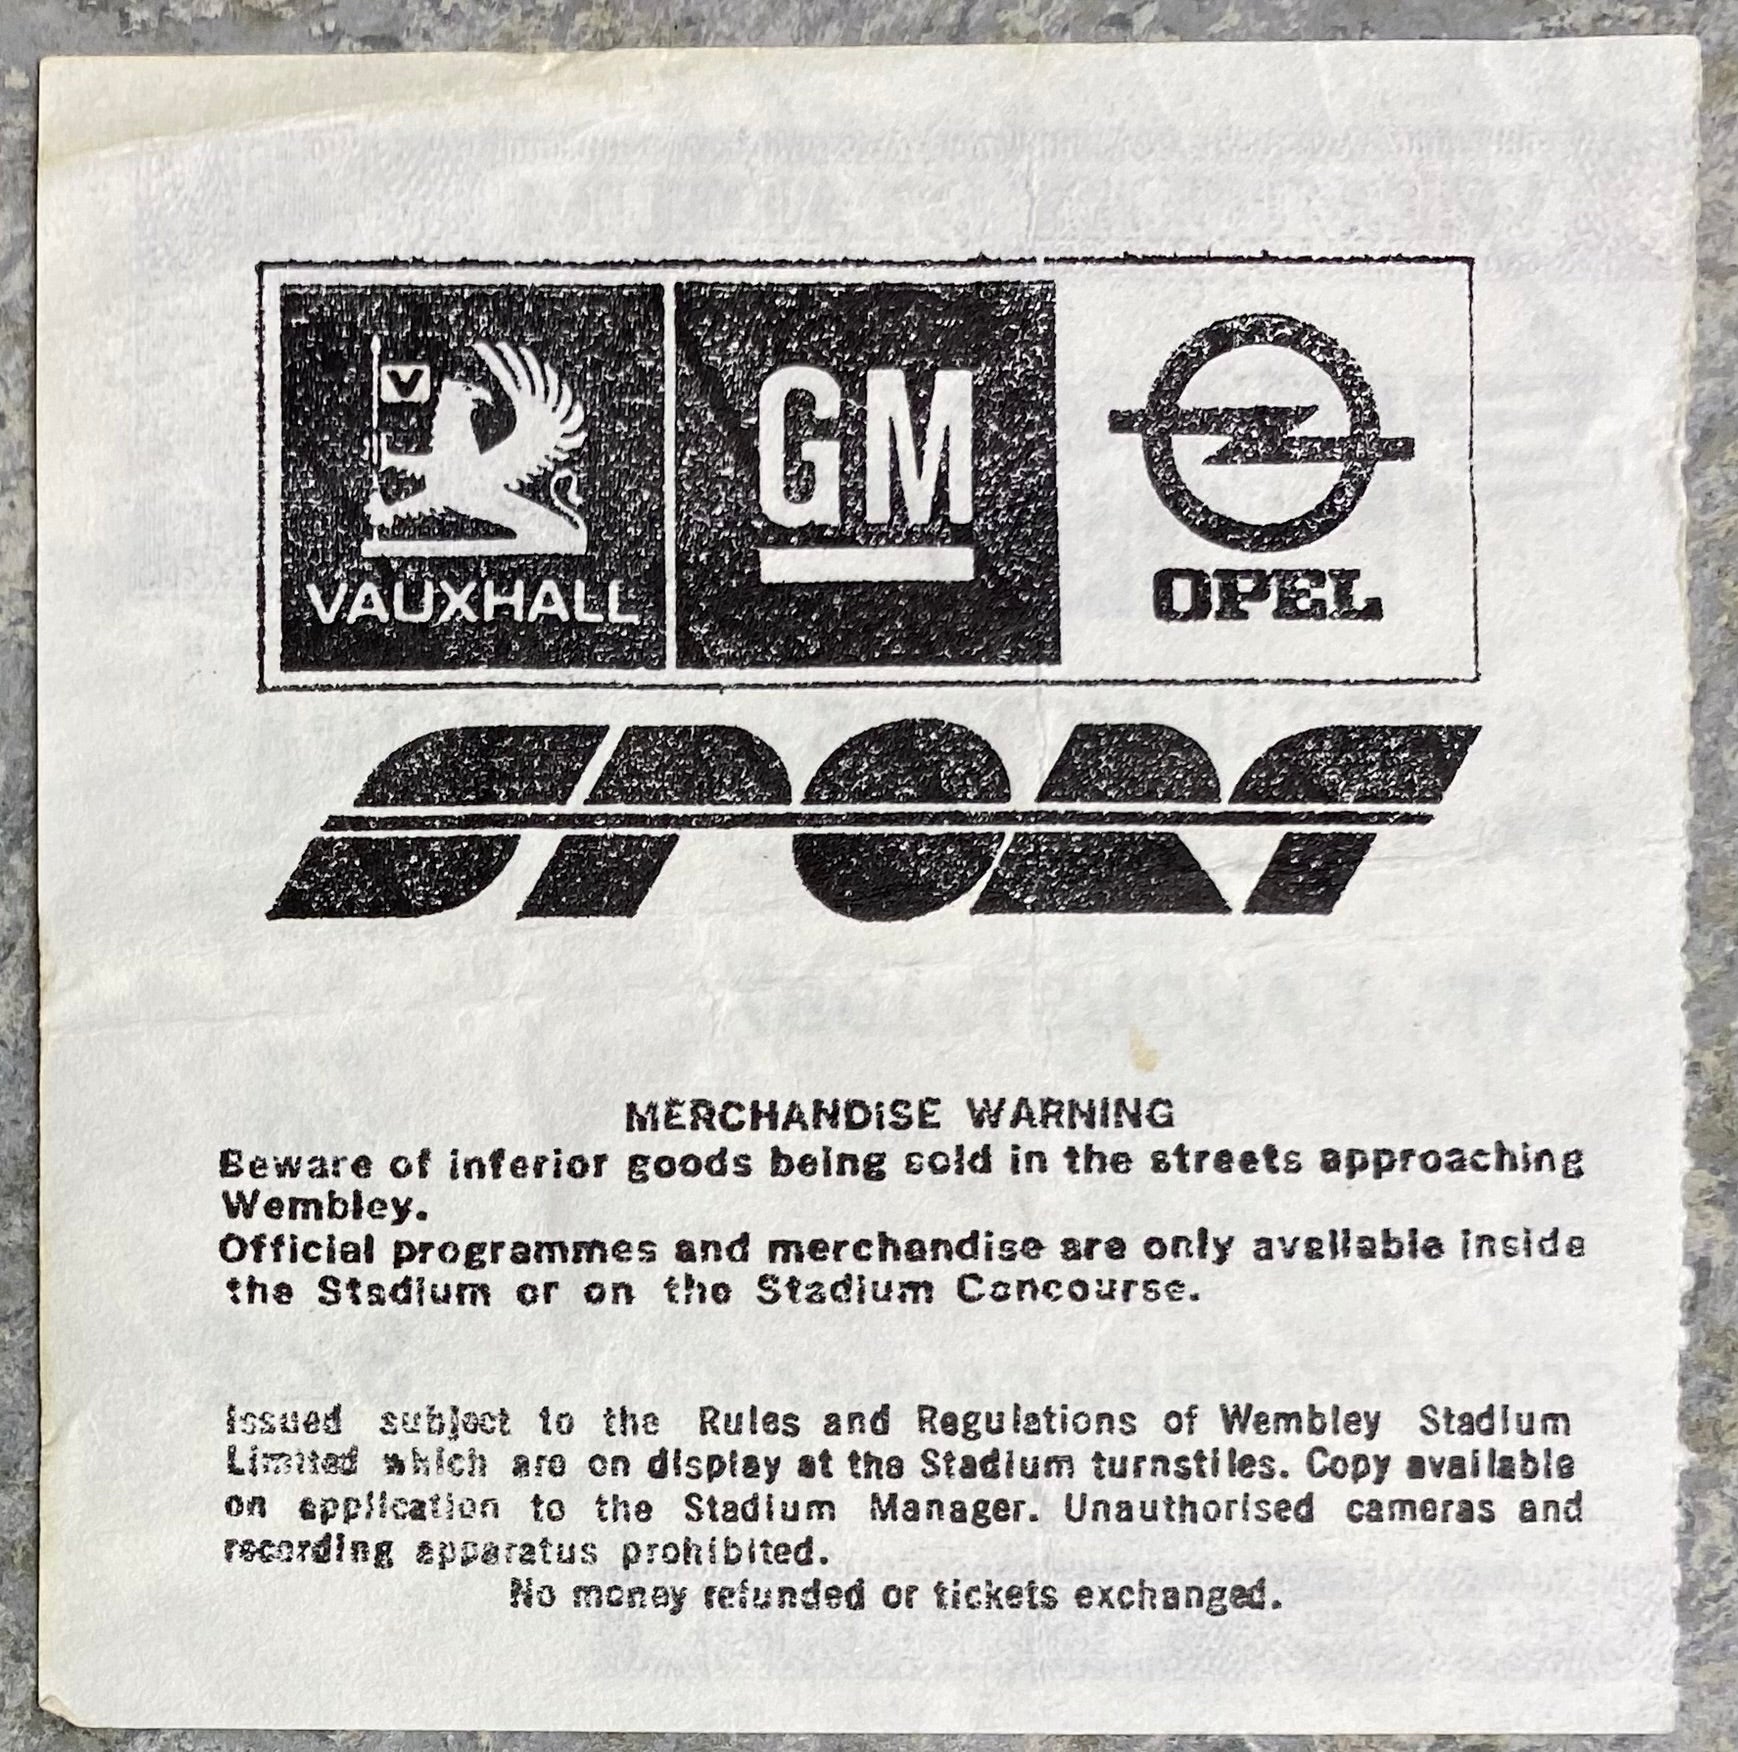 V
VAUXHALL
GM
OPEL
SPORT
MERCHANDiSE WARNING
Beware of inferior goods being sold in the streets approaching
Wembley.
Official programmes and merchandise are only available inside
the Stadium or on the Stadium Concourse.
Issued subject to the Rules and Regulations of Wembley Stadium
Limited which are on display at the Stadium turnstiles. Copy available
on application to the Stadium Manager. Unauthorised cameras and
recording apparatus prohibited.
No money refunded or tickets exchanged.